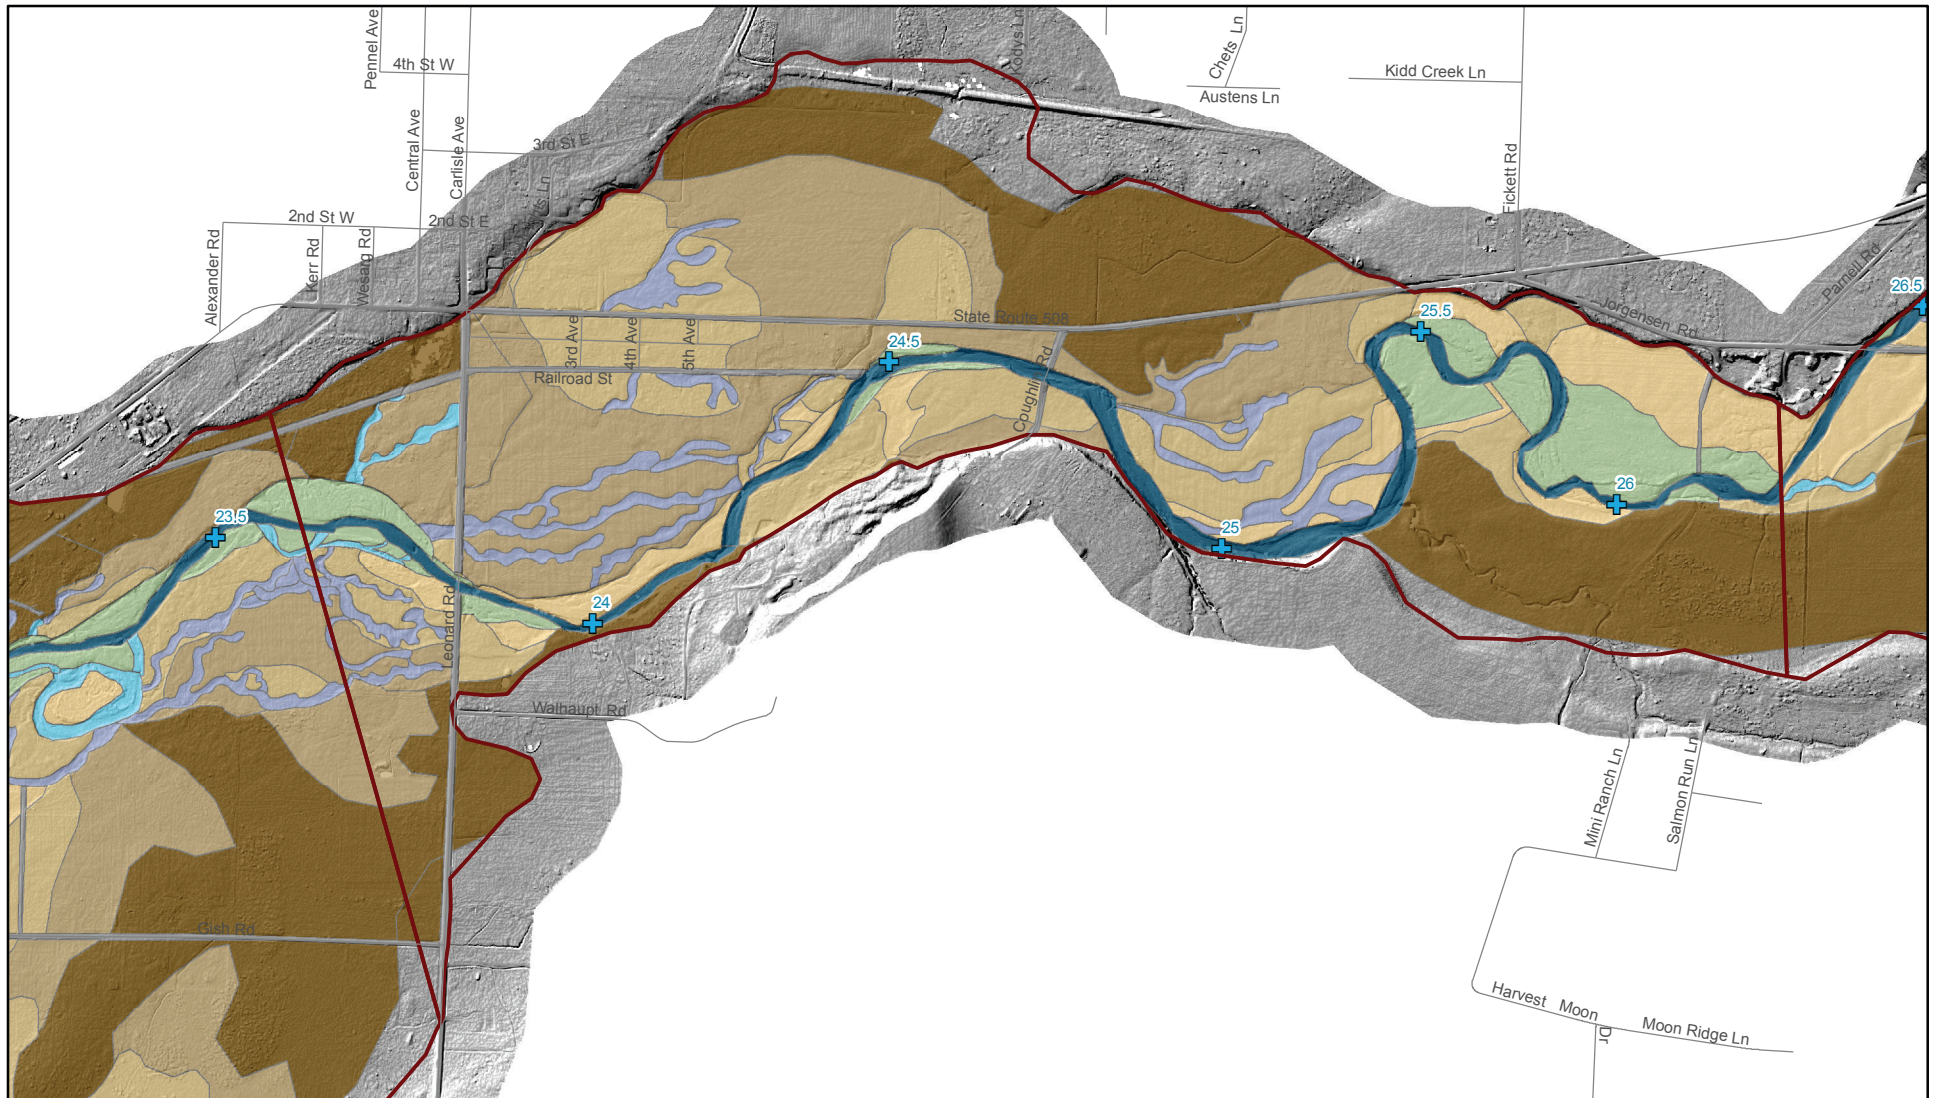 Pennel Ave
4th St W
Central Ave
Carlisle Ave
3rd St E
2nd St W
2nd St E
Alexander Rd
Kerr Rd
Wesarg Rd
Chets Ln
Austens Ln
Kidd Creek Ln
Fickett Rd
Parnell Rd
Jorgensen Rd
26.5
25.5
State Route 508
24.5
3rd Ave
4th Ave
5th Ave
Railroad St
Coughlin Rd
23.5
26
25
24
Leonard Rd
Walhaupt Rd
Mini Ranch Ln
Salmon Run Ln
Gish Rd
Harvest Moon Dr
Moon Ridge Ln